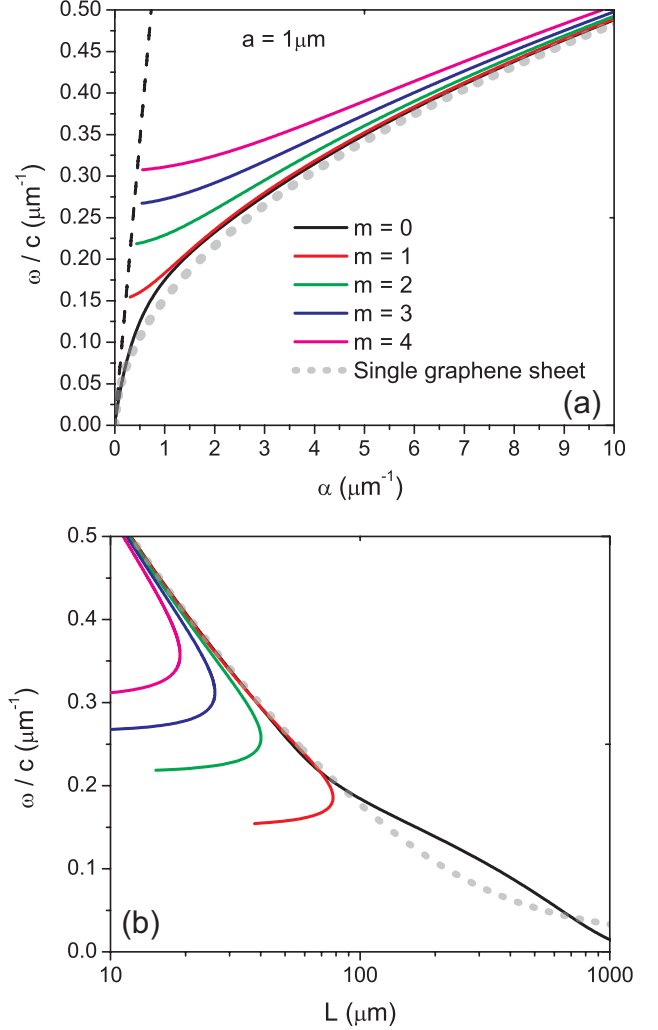 0.50
0.45
0.40
0.35
0.30
0.25
0.20
0.15
0.10
0.05
0.00
ω / c (μm-1)
a = 1μm
m = 0
m = 1
m = 2
m = 3
m = 4
Single graphene sheet
(a)
0 1 2 3 4 5 6 7 8 9 10
α (μm-1)
0.5
0.4
0.3
0.2
0.1
0.0
ω / c (μm-1)
(b)
10 100 1000
L (μm)